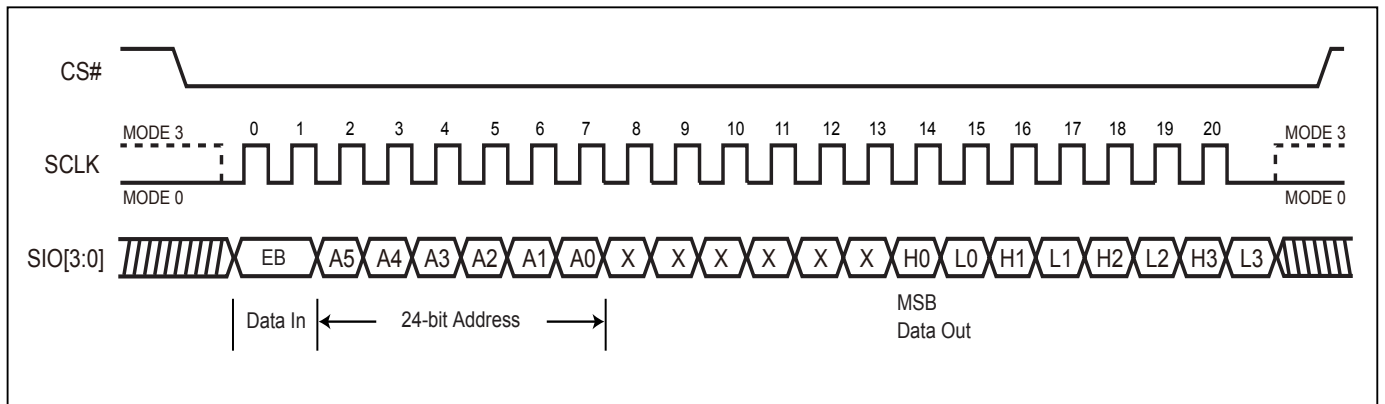 CS#
MODE 3 0 1 2 3 4 5 6 7 8 9 10 11 12 13 14 15 16 17 18 19 20 MODE 3
SCLK
MODE 0 MODE 0
SIO[3:0] EB A5 A4 A3 A2 A1 A0 X X X X X X H0 L0 H1 L1 H2 L2 H3 L3
Data In 24-bit Address
MSB
Data Out